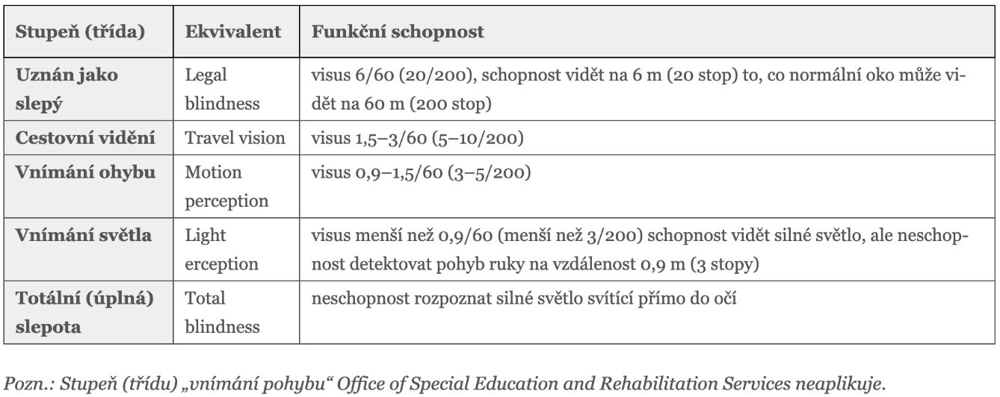 Stupeň (třída) Ekvivalent Funkční schopnost
Uznán jako slepý Legal blindness visus 6/60 (20/200), schopnost vidět na 6 m (20 stop) to, co normální oko může vi-
dět na 60 m (200 stop)
Cestovní vidění Travel vision visus 1,5–3/60 (5–10/200)
Vnímání ohybu Motion perception visus 0,9–1,5/60 (3–5/200)
Vnímání světla Light erception visus menší než 0,9/60 (menší než 3/200) schopnost vidět silné světlo, ale neschop-
nost detektovat pohyb ruky na vzdálenost 0,9 m (3 stopy)
Totální (úplná) slepota Total blindness neschopnost rozpoznat silné světlo svítící přímo do očí
Pozn.: Stupeň (třídu) „vnímání pohybu“ Office of Special Education and Rehabilitation Services neaplikuje.